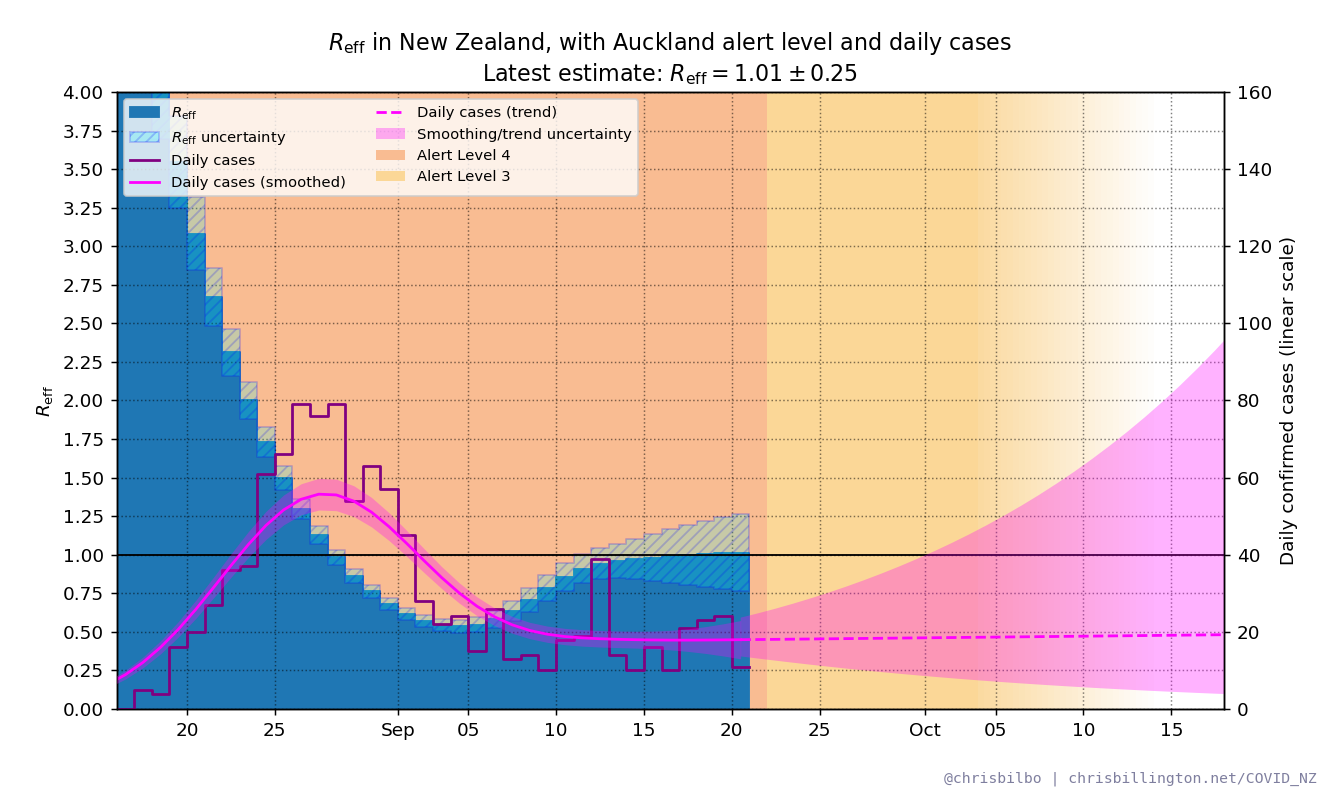 R_eff in New Zealand, with Auckland alert level and daily cases
Latest estimate: R_eff = 1.01 ± 0.25
R_eff
R_eff uncertainty
Daily cases
Daily cases (smoothed)
Daily cases (trend)
Smoothing/trend uncertainty
Alert Level 4
Alert Level 3
4.00
3.75
3.50
3.25
3.00
2.75
2.50
2.25
2.00
1.75
1.50
1.25
1.00
0.75
0.50
0.25
0.00
R_eff
160
140
120
100
80
60
40
20
0
Daily confirmed cases (linear scale)
20 25 Sep 05 10 15 20 25 Oct 05 10 15
@chrisbilbo | chrisbillington.net/COVID_NZ